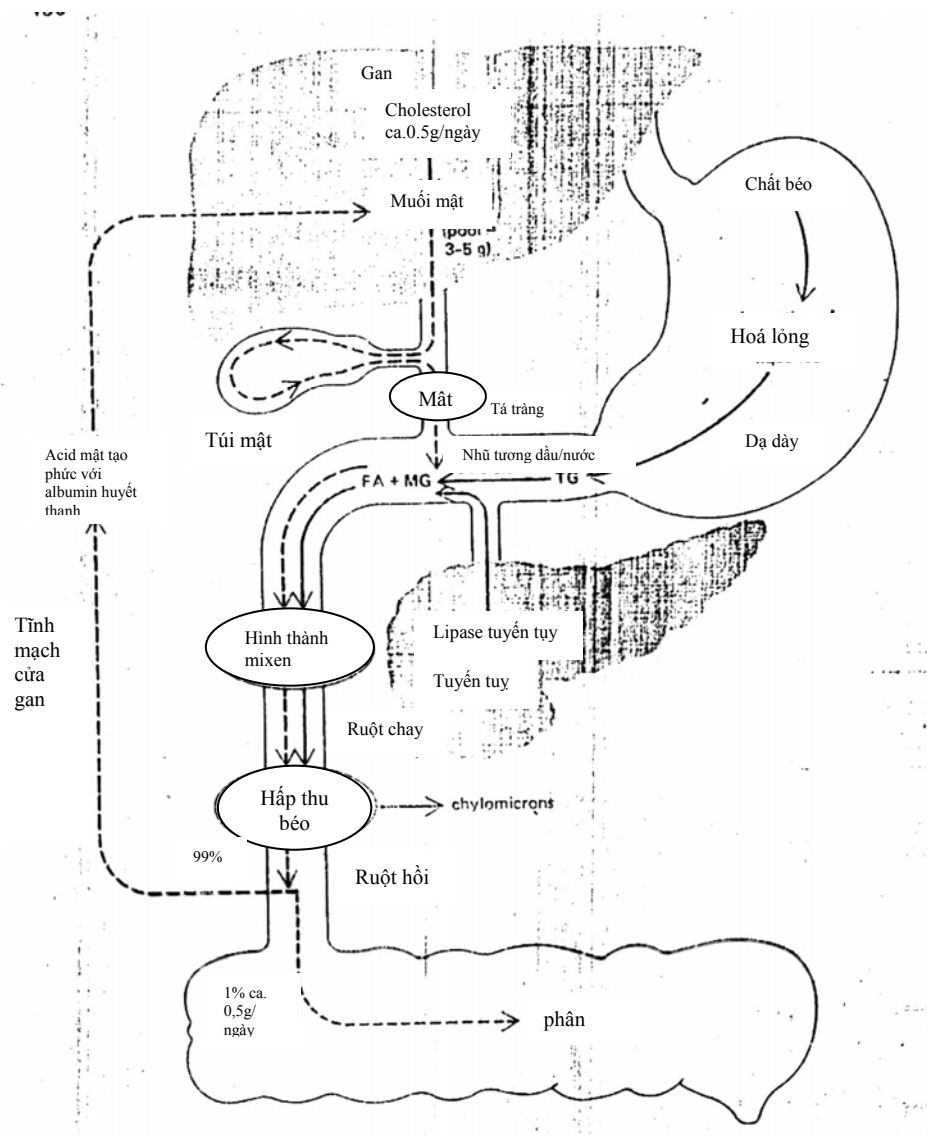 Gan
Cholesterol
ca.0.5g/ngày
Muối mật
(pool -
3-5 g)
Chất béo
Hoá lỏng
Dạ dày
Mât
Tá tràng
Túi mật
Nhũ tương dầu/nước
FA + MG
TG
Acid mật tạo
phức với
albumin huyết
thanh
Tĩnh
mạch
cửa
gan
Hình thành
mixen
Lipase tuyến tụy
Tuyến tuỵ
Ruột chay
Hấp thu
béo
chylomicrons
99%
Ruột hồi
1% ca.
0,5g/
ngày
phân